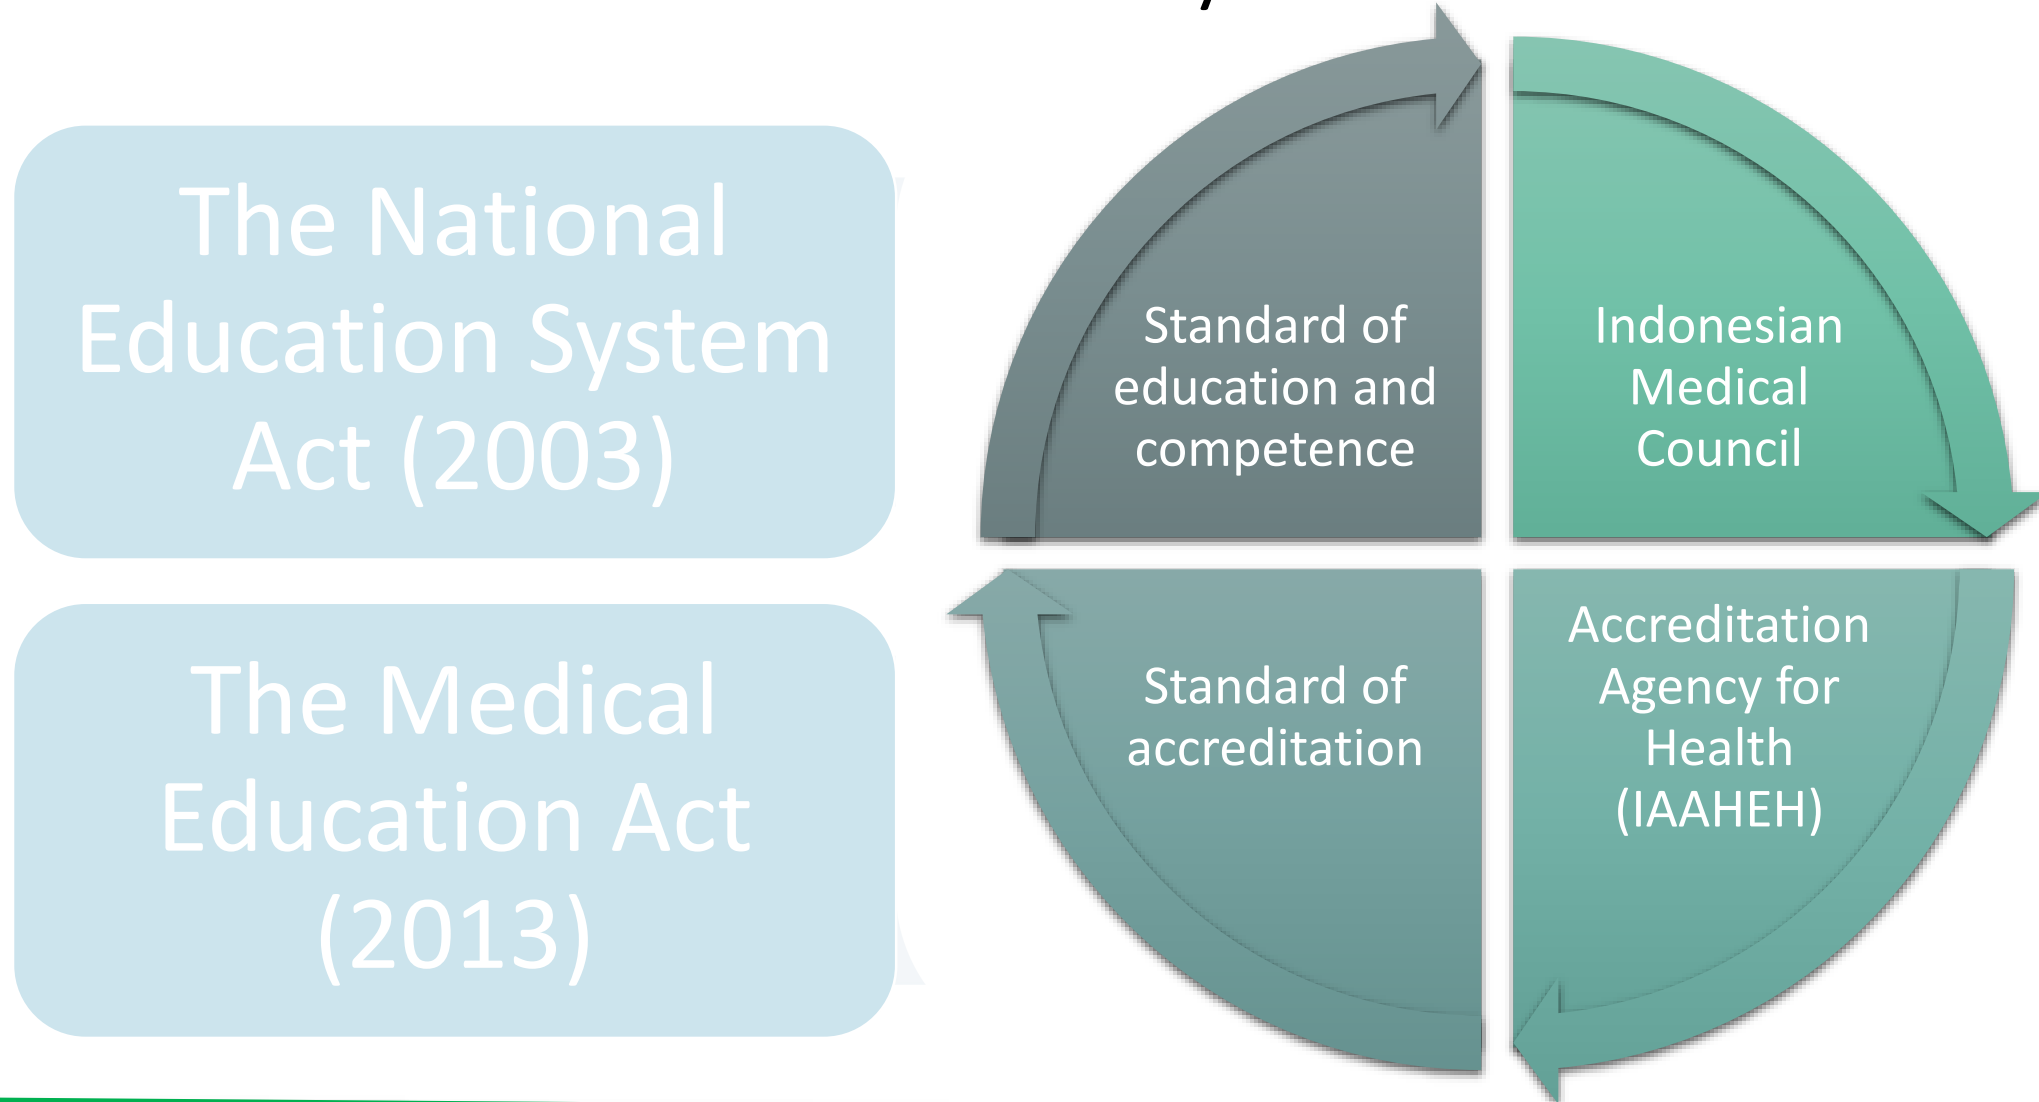 The National
Education System
Act (2003)
The Medical
Education Act
(2013)
Standard of
education and
competence
Indonesian
Medical
Council
Standard of
accreditation
Accreditation
Agency for
Health
(IAAHEH)